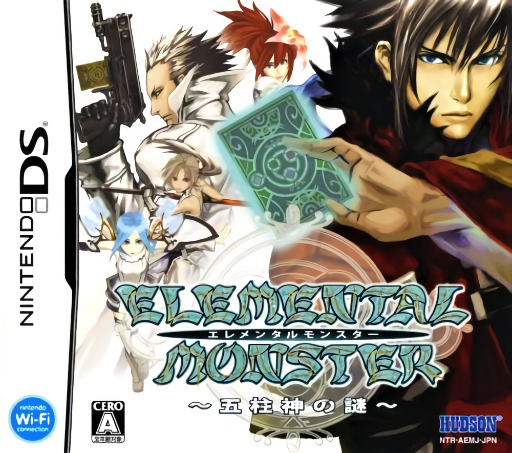 NINTENDO DS
ELEMENTAL
エレメンタルモンスター
MONSTER
～五柱神の謎～
nintendo
Wi-Fi
connection
CERO
A
全年齢対象
HUDSON
NTR-AEMJ-JPN